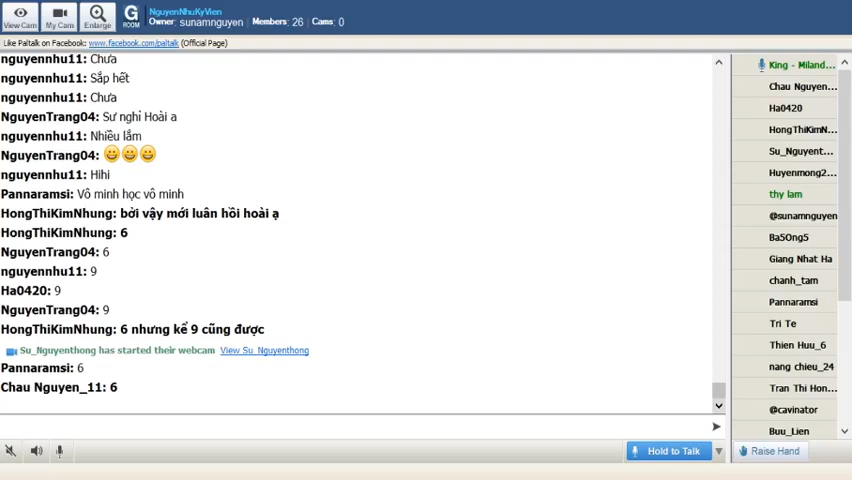 View Cam
My Cam
Enlarge
G
ROOM
NguyenNhuKyVien
Owner: sunamnguyen Members: 26 Cams: 0
Like Paltalk on Facebook: www.facebook.com/paltalk (Official Page)
nguyennhu11: Chưa
nguyennhu11: Sắp hết
nguyennhu11: Chưa
NguyenTrang04: Sư nghỉ Hoài a
nguyennhu11: Nhiều lắm
NguyenTrang04:
nguyennhu11: Hihi
Pannaramsi: Vô minh học vô minh
HongThiKimNhung: bởi vậy mới luân hồi hoài ạ
HongThiKimNhung: 6
NguyenTrang04: 6
nguyennhu11: 9
Ha0420: 9
NguyenTrang04: 9
HongThiKimNhung: 6 nhưng kể 9 cũng được
Su_Nguyenthong has started their webcam View Su_Nguyenthong
Pannaramsi: 6
Chau Nguyen_11: 6
King - Miland...
Chau Nguyen...
Ha0420
HongThiKimN...
Su_Nguyent...
Huyenmong2...
thy lam
@sunamnguyen
BaSOng5
Giang Nhat Ha
chanh_tam
Pannaramsi
Tri Te
Thien Huu_6
nang chieu_24
Tran Thi Hon...
@cavinator
Buu_Lien
Hold to Talk
Raise Hand